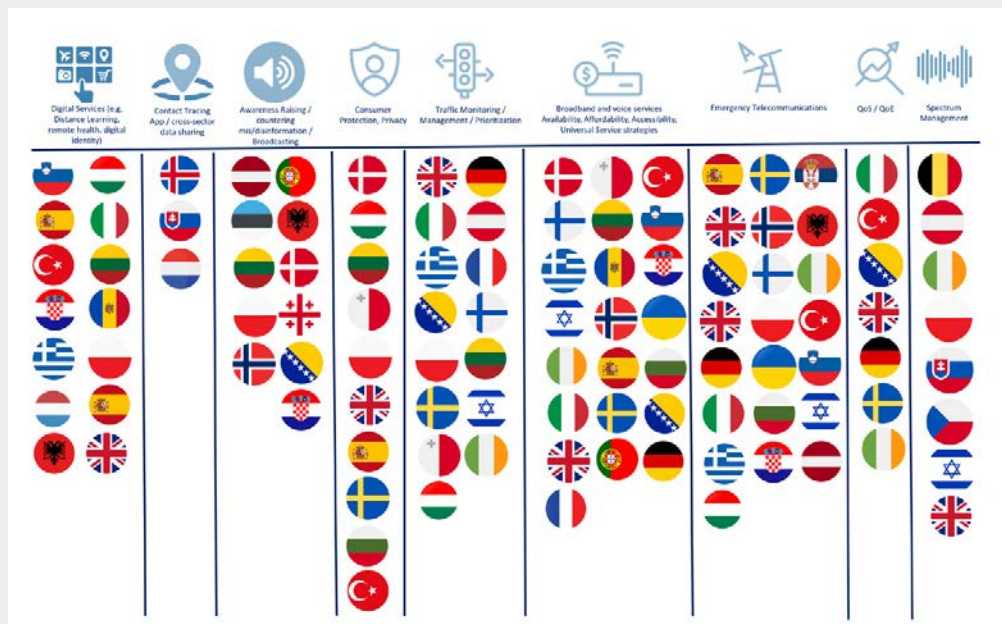 Digital Services (e.g.
Distance Learning,
remote health, digital
identity)
Contact Tracing
App / cross-sector
data sharing
Awareness Raising /
countering
mis/disinformation /
Broadcasting
Consumer
Protection, Privacy
Traffic Monitoring /
Management / Prioritization
Broadband and voice services
Availability, Affordability, Accessibility,
Universal Service strategies
Emergency Telecommunications
QoS / QoE
Spectrum
Management